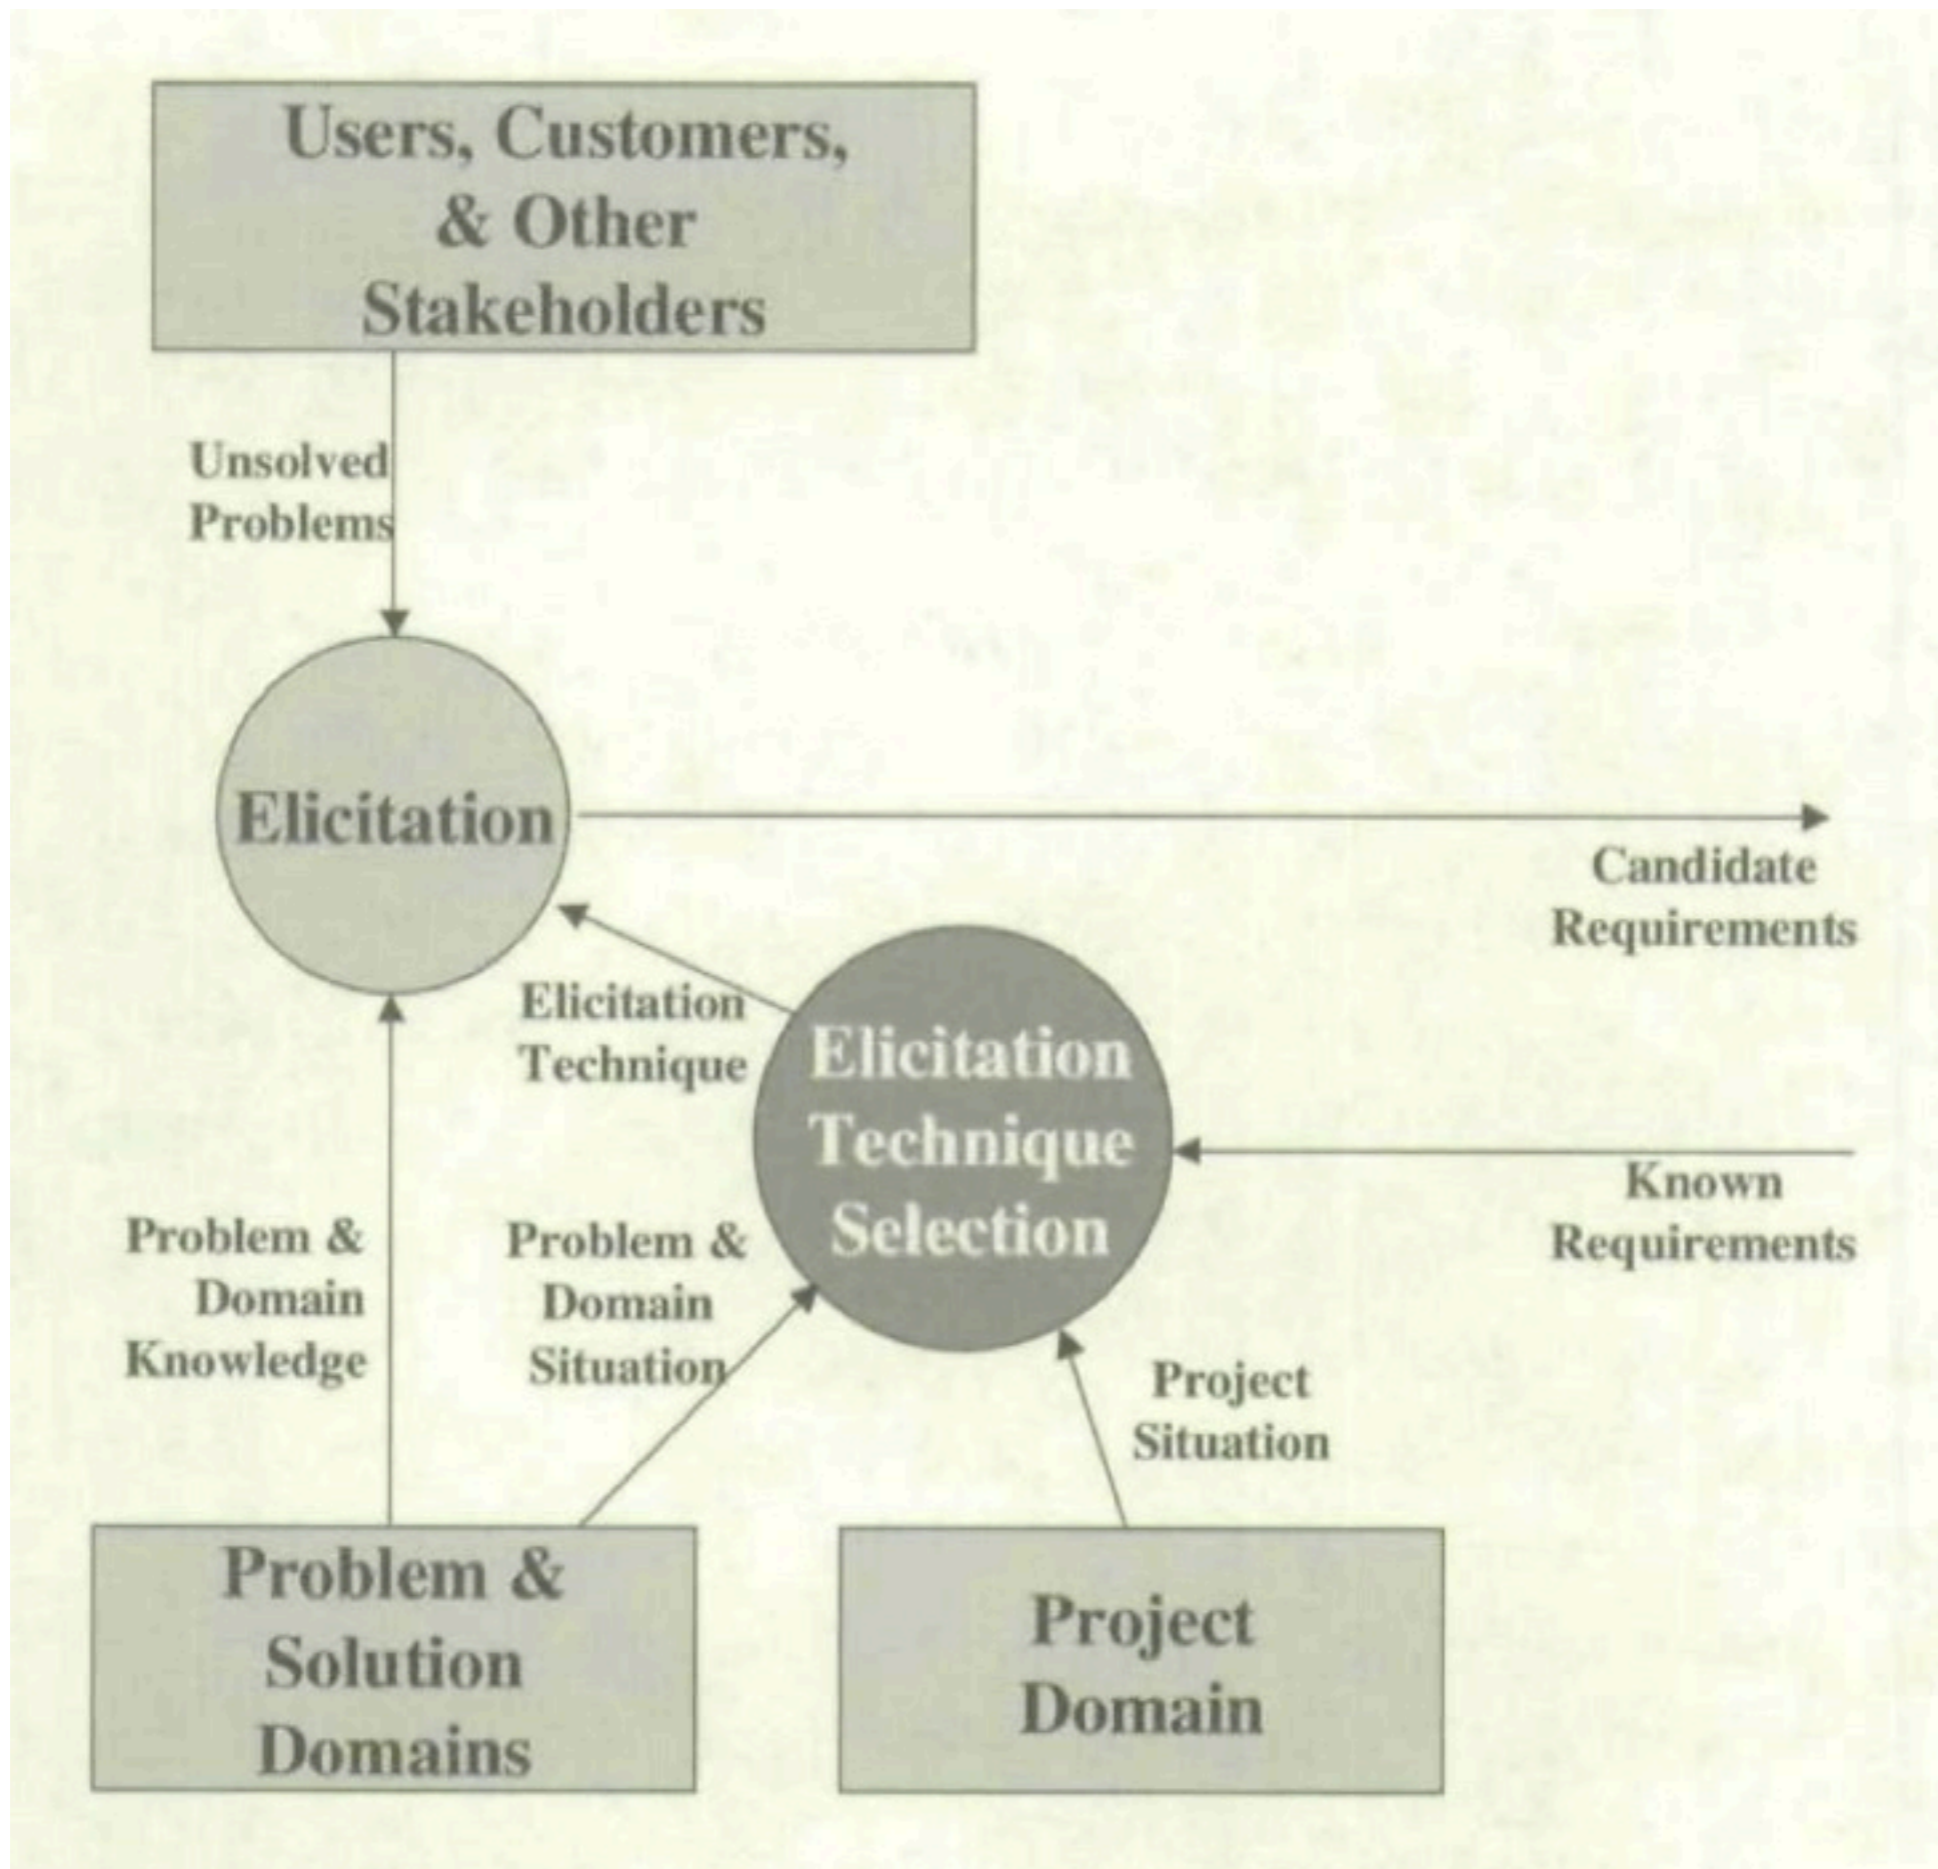 Users, Customers,
& Other
Stakeholders
Unsolved
Problems
Elicitation
Candidate
Requirements
Elicitation
Technique
Elicitation
Technique
Selection
Known
Requirements
Problem &
Domain
Knowledge
Problem &
Domain
Situation
Project
Situation
Problem &
Solution
Domains
Project
Domain